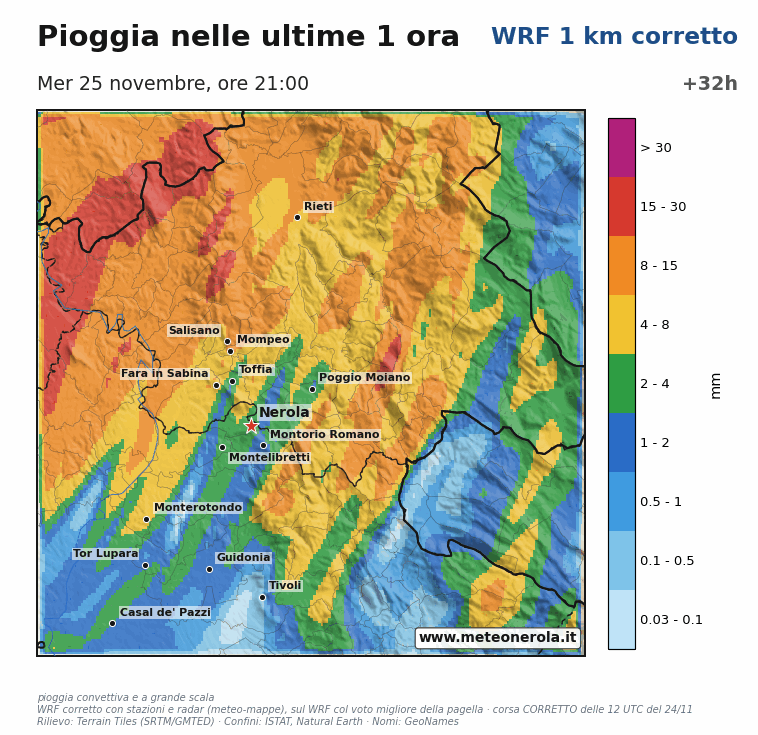 Pioggia nelle ultime 1 ora
WRF 1 km corretto
Mer 25 novembre, ore 21:00
+32h
Rieti
Salisano
Mompeo
Toffia
Fara in Sabina
Poggio Moiano
Nerola
Montorio Romano
Montelibretti
Monterotondo
Tor Lupara
Guidonia
Tivoli
Casal de' Pazzi
www.meteonerola.it
> 30
15 - 30
8 - 15
4 - 8
2 - 4
1 - 2
0.5 - 1
0.1 - 0.5
0.03 - 0.1
mm
pioggia convettiva e a grande scala
WRF corretto con stazioni e radar (meteo-mappe), sul WRF col voto migliore della pagella · corsa CORRETTO delle 12 UTC del 24/11
Rilievo: Terrain Tiles (SRTM/GMTED) · Confini: ISTAT, Natural Earth · Nomi: GeoNames